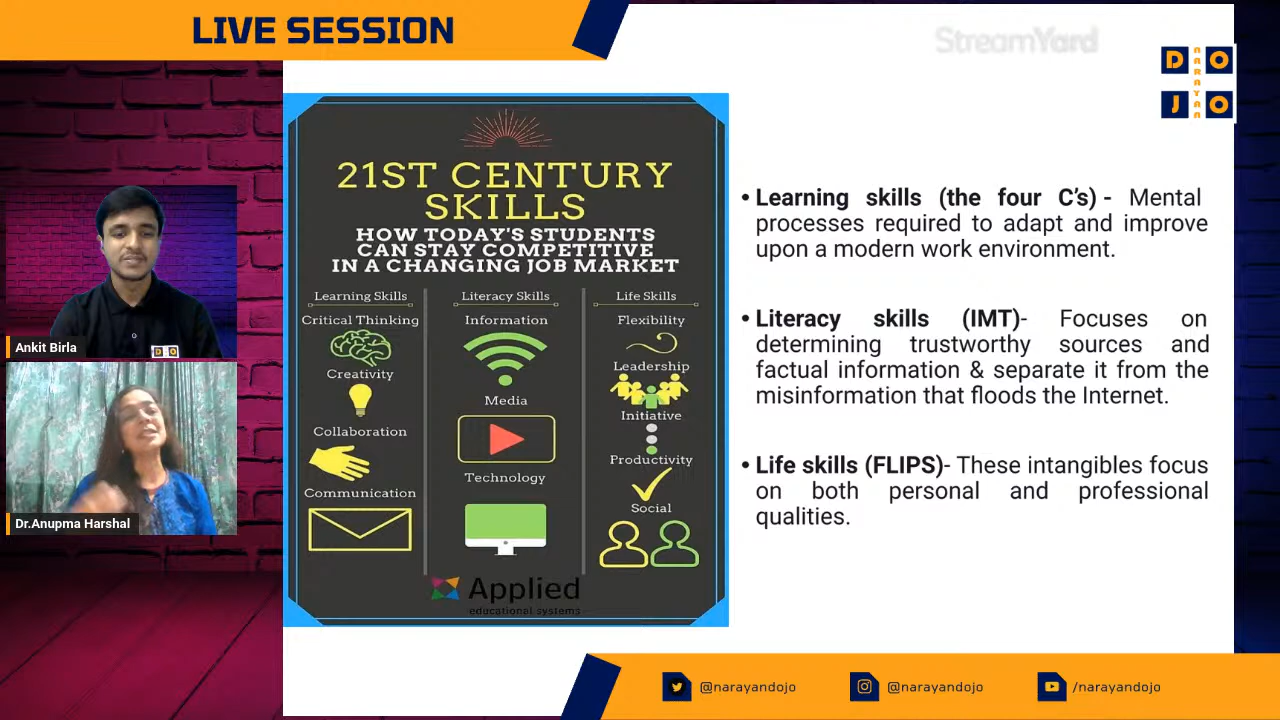 LIVE SESSION
StreamYard
D O
J O
NARAYAN
Ankit Birla
Dr.Anupma Harshal
21ST CENTURY
SKILLS
HOW TODAY'S STUDENTS
CAN STAY COMPETITIVE
IN A CHANGING JOB MARKET
Learning Skills
Critical Thinking
Creativity
Collaboration
Communication
Literacy Skills
Information
Media
Technology
Life Skills
Flexibility
Leadership
Initiative
Productivity
Social
Applied
educational systems
• Learning skills (the four C’s) - Mental
processes required to adapt and improve
upon a modern work environment.
• Literacy skills (IMT)- Focuses on
determining trustworthy sources and
factual information & separate it from the
misinformation that floods the Internet.
• Life skills (FLIPS)- These intangibles focus
on both personal and professional
qualities.
@narayandojo
@narayandojo
/narayandojo